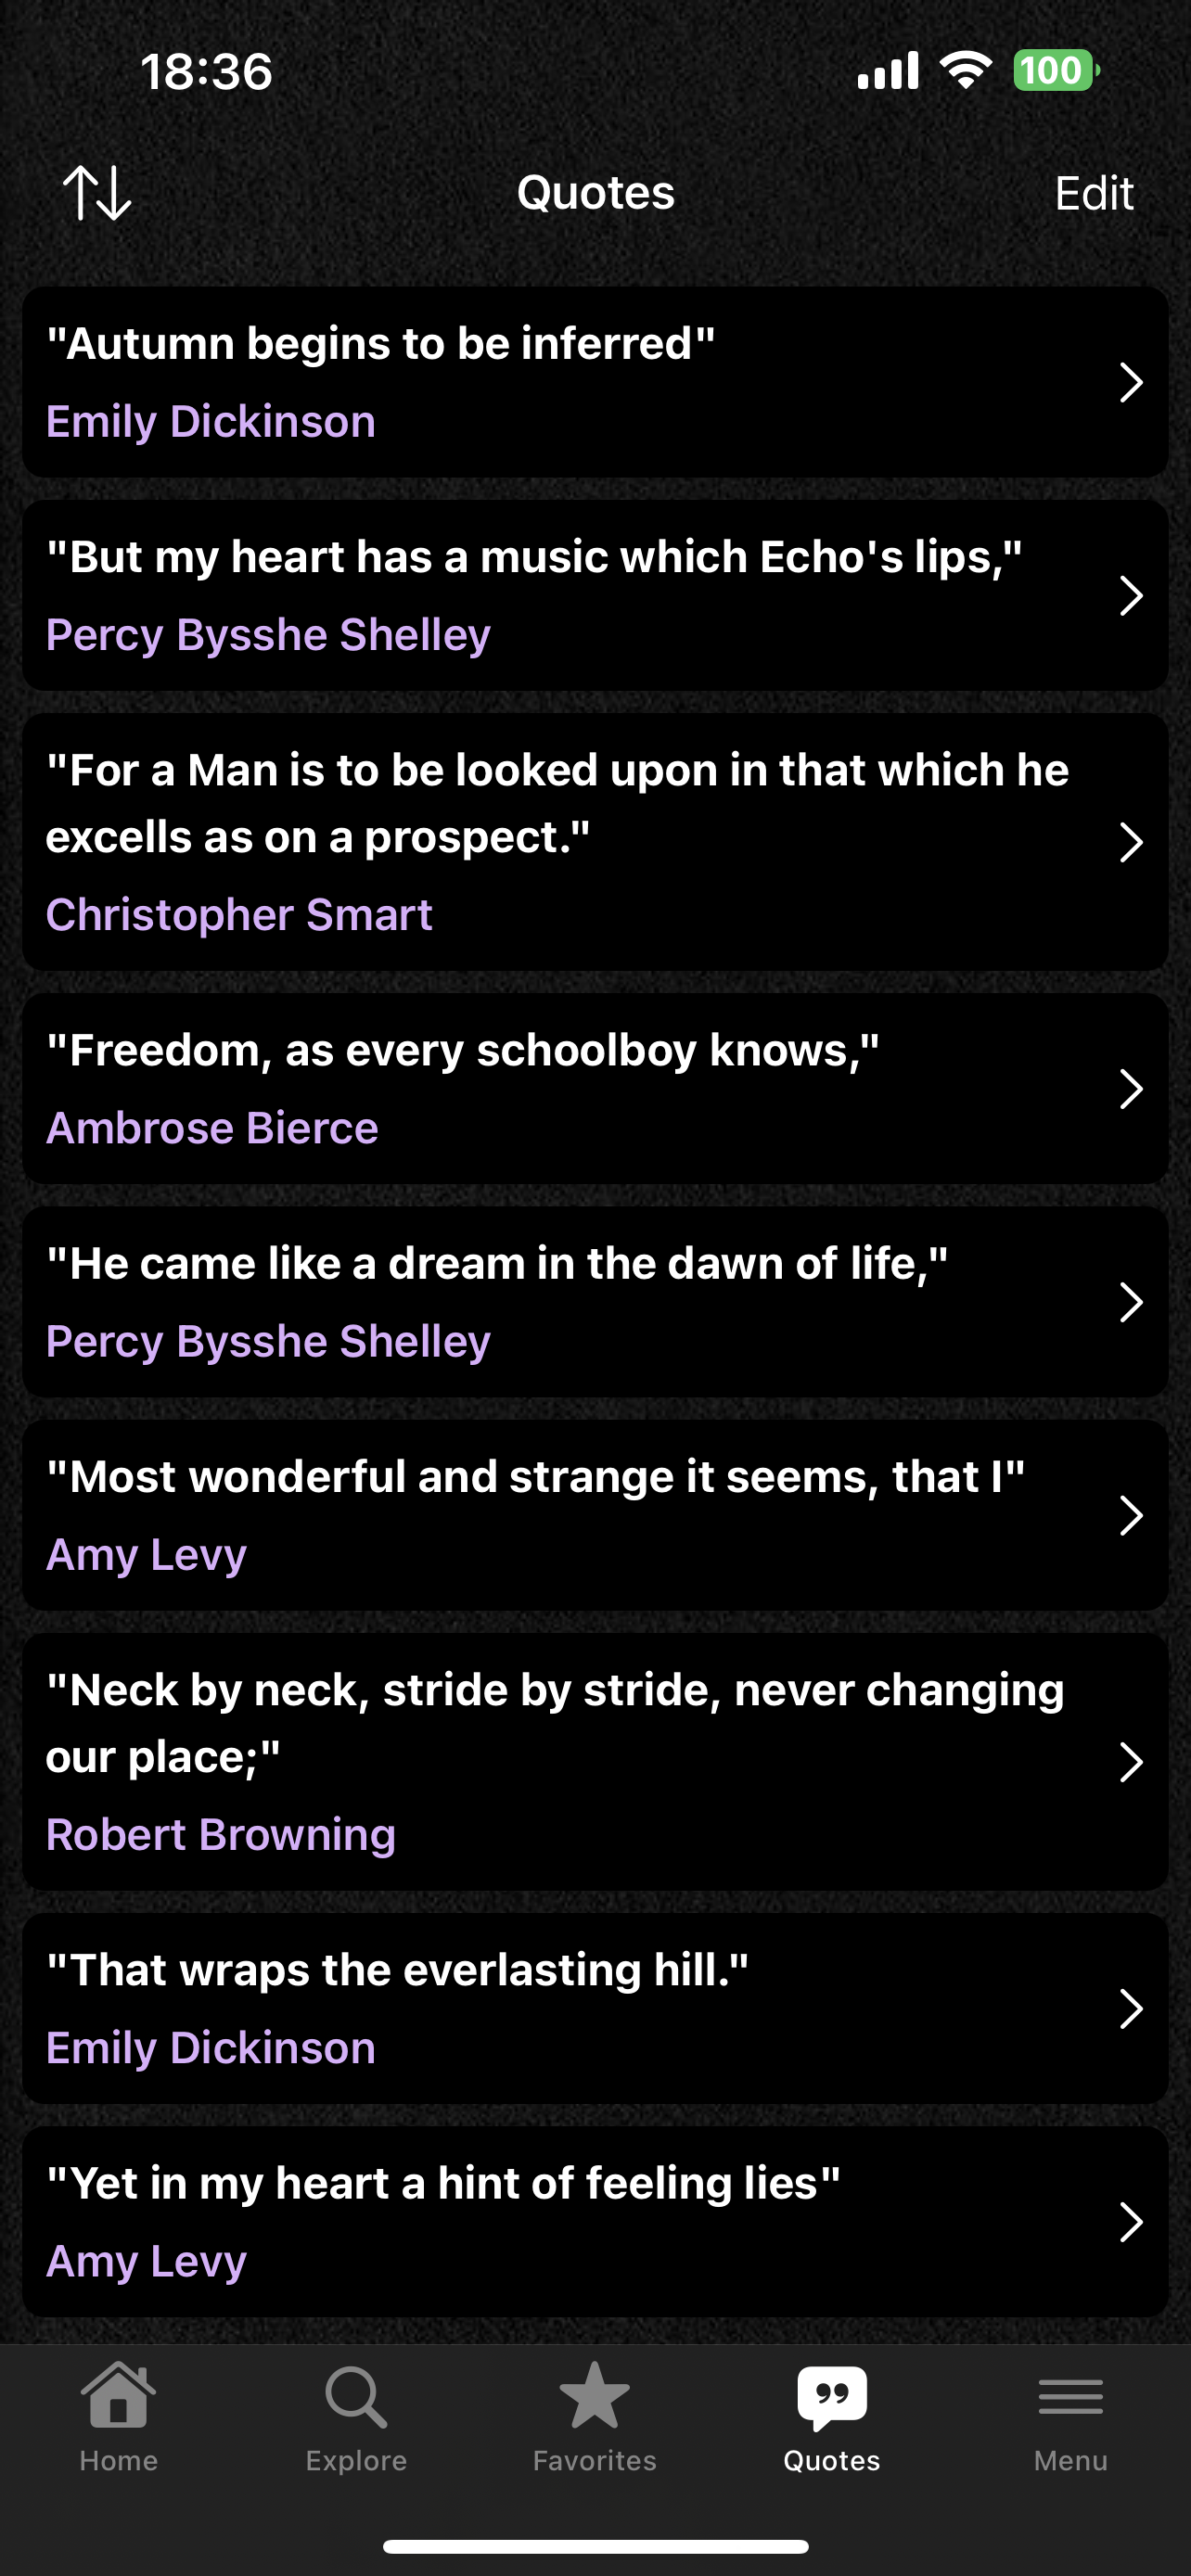 18:36
100
Quotes
Edit
"Autumn begins to be inferred"
Emily Dickinson
"But my heart has a music which Echo's lips,"
Percy Bysshe Shelley
"For a Man is to be looked upon in that which he
excells as on a prospect."
Christopher Smart
"Freedom, as every schoolboy knows,"
Ambrose Bierce
"He came like a dream in the dawn of life,"
Percy Bysshe Shelley
"Most wonderful and strange it seems, that I"
Amy Levy
"Neck by neck, stride by stride, never changing
our place;"
Robert Browning
"That wraps the everlasting hill."
Emily Dickinson
"Yet in my heart a hint of feeling lies"
Amy Levy
Home
Explore
Favorites
Quotes
Menu